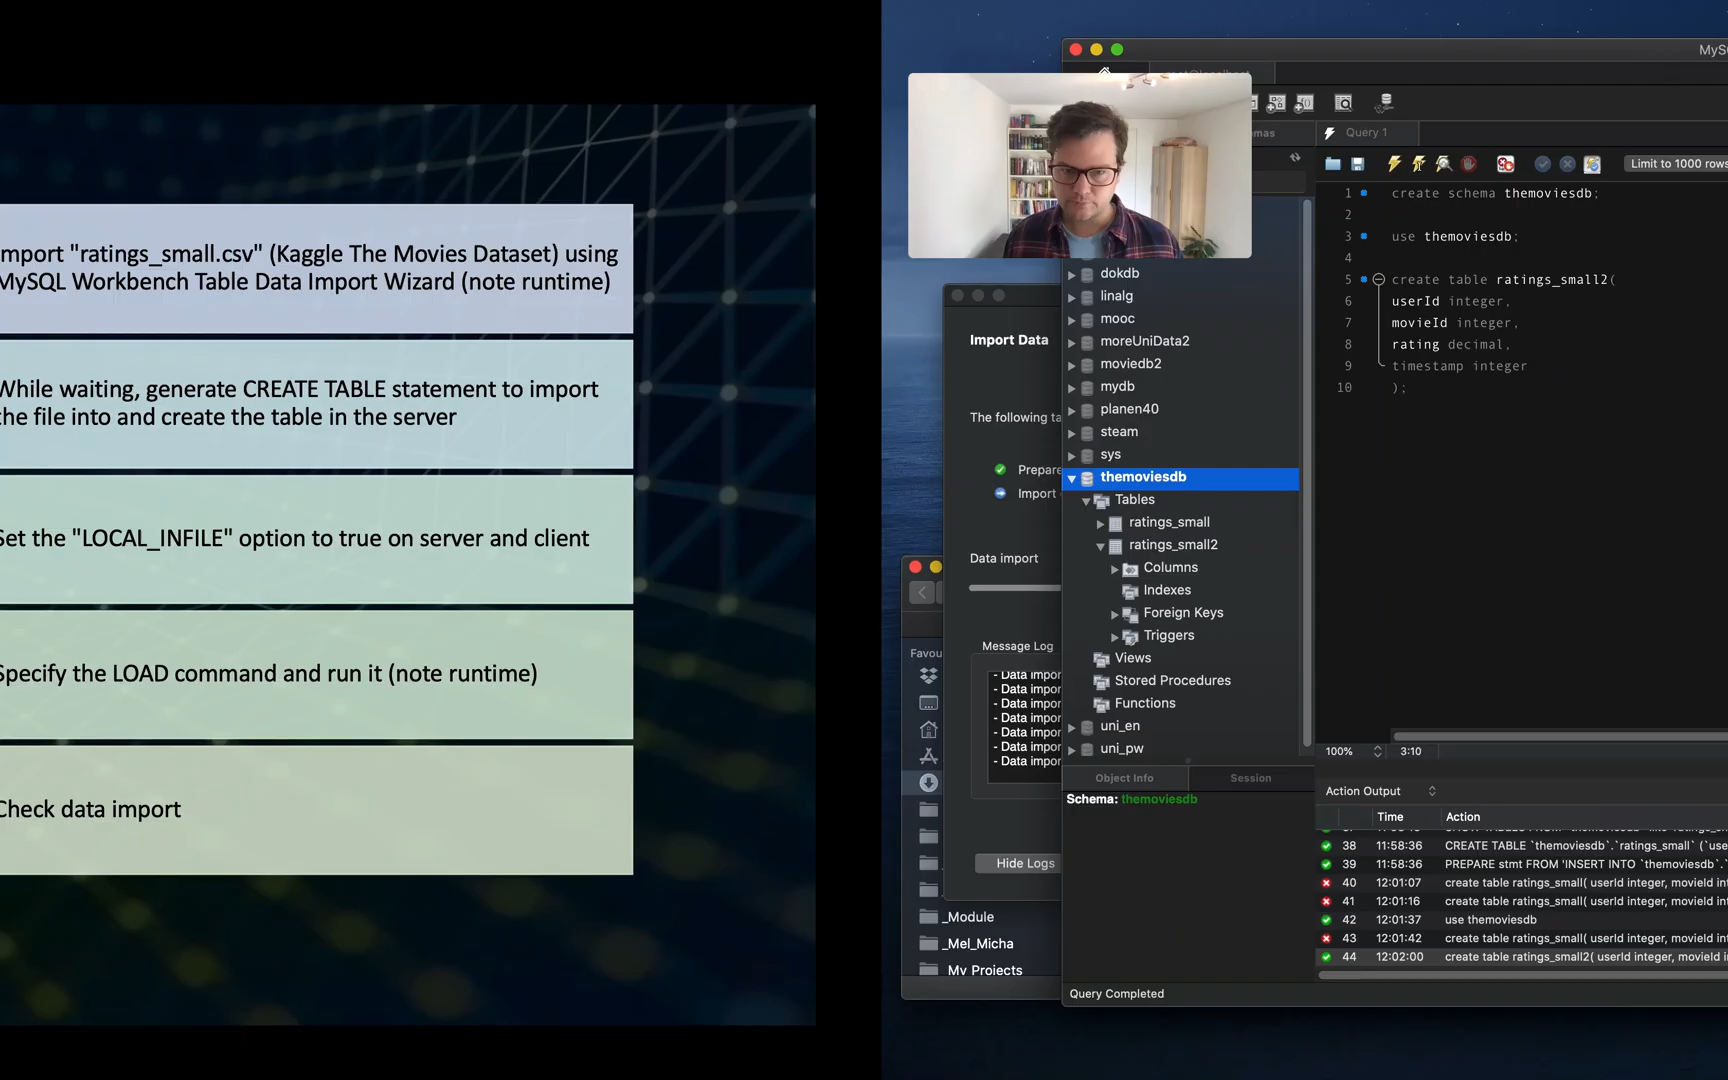 mport "ratings_small.csv" (Kaggle The Movies Dataset) using
MySQL Workbench Table Data Import Wizard (note runtime)
While waiting, generate CREATE TABLE statement to import
the file into and create the table in the server
Set the "LOCAL_INFILE" option to true on server and client
Specify the LOAD command and run it (note runtime)
Check data import
Import Data
The following ta
Prepare
Import
Data import
Message Log
- Data impor
- Data impor
- Data impor
- Data impor
- Data impor
- Data impor
- Data impor
Hide Logs
Favou
_Module
_Mel_Micha
My Projects
MySQ
mas
dokdb
linalg
mooc
moreUniData2
moviedb2
mydb
planen40
steam
sys
themoviesdb
Tables
ratings_small
ratings_small2
Columns
Indexes
Foreign Keys
Triggers
Views
Stored Procedures
Functions
uni_en
uni_pw
Object Info Session
Schema: themoviesdb
Query Completed
Query 1
Limit to 1000 rows
1 create schema themoviesdb;
2
3 use themoviesdb;
4
5 create table ratings_small2(
6 userId integer,
7 movieId integer,
8 rating decimal,
9 timestamp integer
10 );
100% 3:10
Action Output
Time Action
38 11:58:36 CREATE TABLE `themoviesdb`.`ratings_small` (`use
39 11:58:36 PREPARE stmt FROM 'INSERT INTO `themoviesdb`.`
40 12:01:07 create table ratings_small( userId integer, movieId in
41 12:01:16 create table ratings_small( userId integer, movieId in
42 12:01:37 use themoviesdb
43 12:01:42 create table ratings_small( userId integer, movieId in
44 12:02:00 create table ratings_small2( userId integer, movieId i